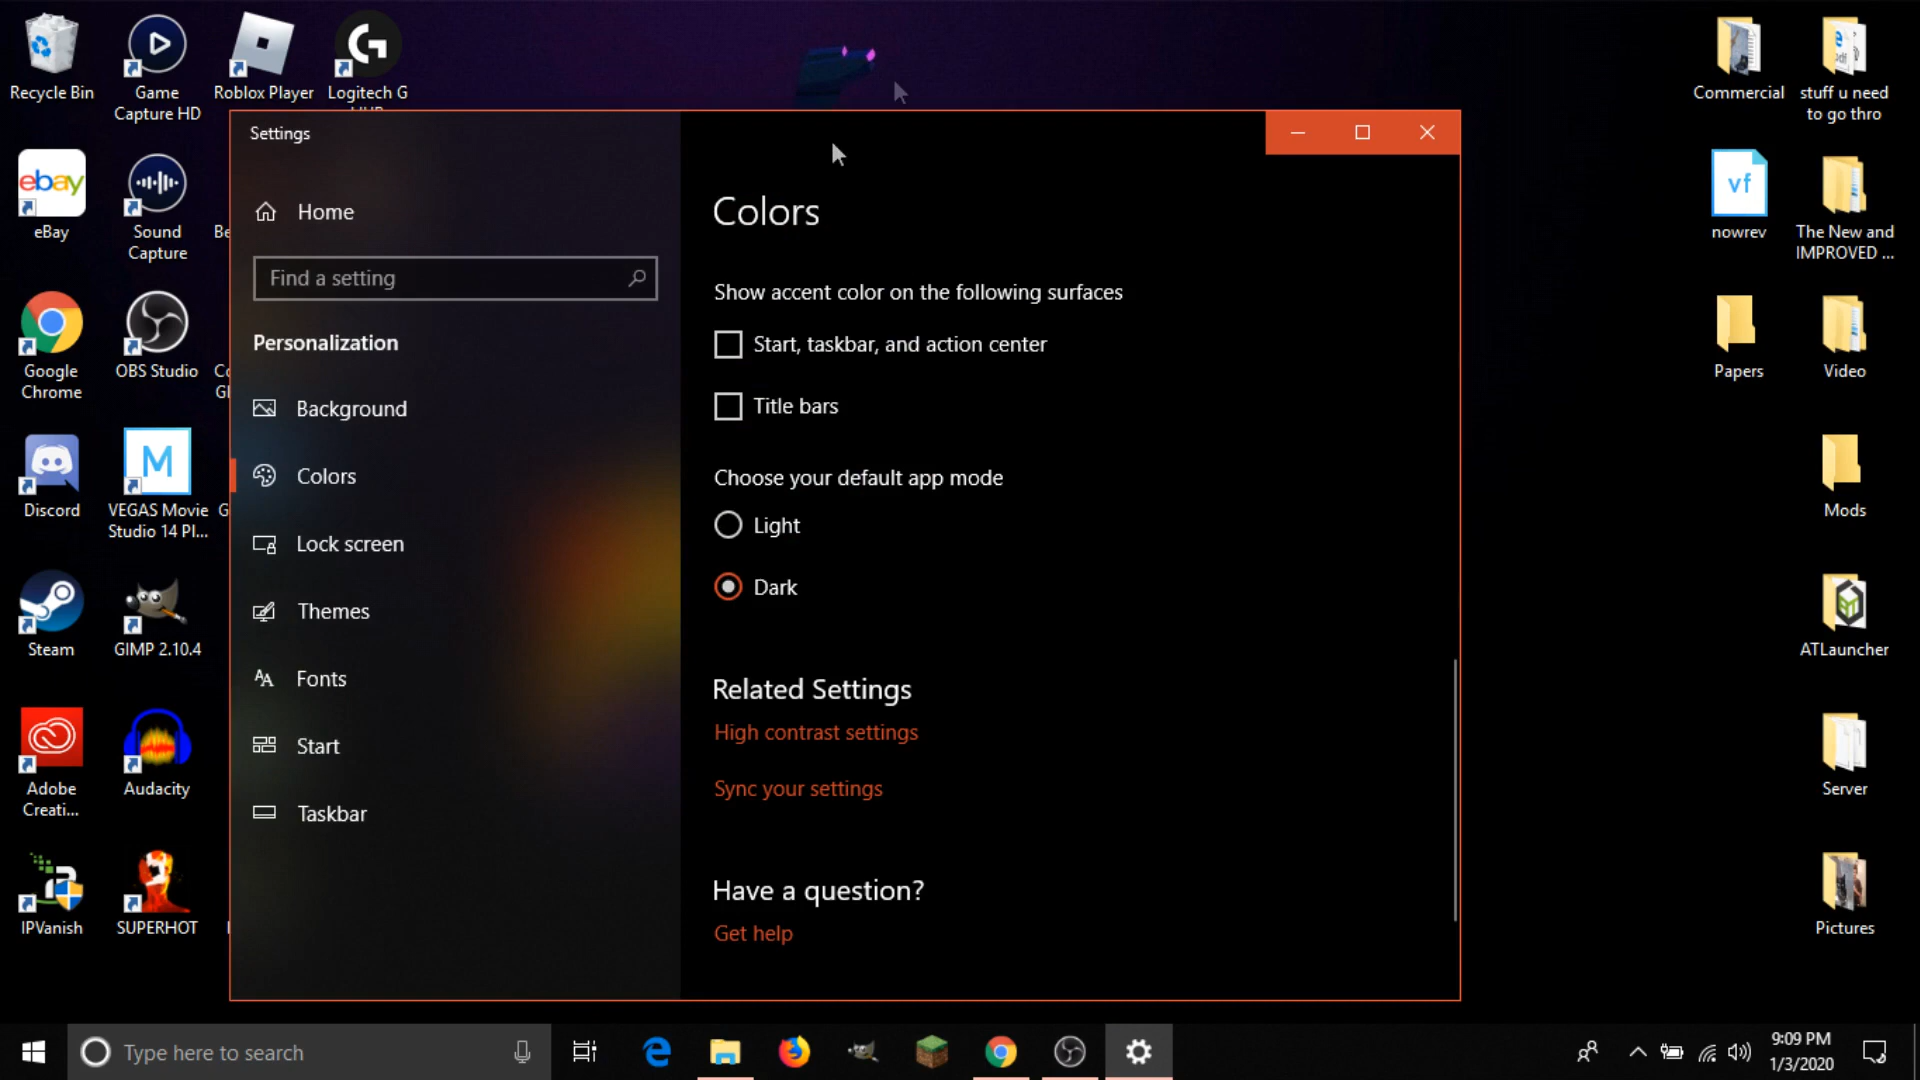 Recycle Bin
Game
Capture HD
Roblox Player
Logitech G
eBay
ebay
Sound
Capture
Be
Google
Chrome
OBS Studio
Discord
M
VEGAS Movie
Studio 14 Pl...
G
Steam
GIMP 2.10.4
Adobe
Creati...
Audacity
IPVanish
SUPERHOT
Settings
Home
Find a setting
Personalization
Background
Colors
Lock screen
Themes
Fonts
Start
Taskbar
Colors
Show accent color on the following surfaces
Start, taskbar, and action center
Title bars
Choose your default app mode
Light
Dark
Related Settings
High contrast settings
Sync your settings
Have a question?
Get help
Commercial
stuff u need
to go thro
vf
nowrev
The New and
IMPROVED ...
Papers
Video
Mods
ATLauncher
Server
Pictures
Type here to search
9:09 PM
1/3/2020